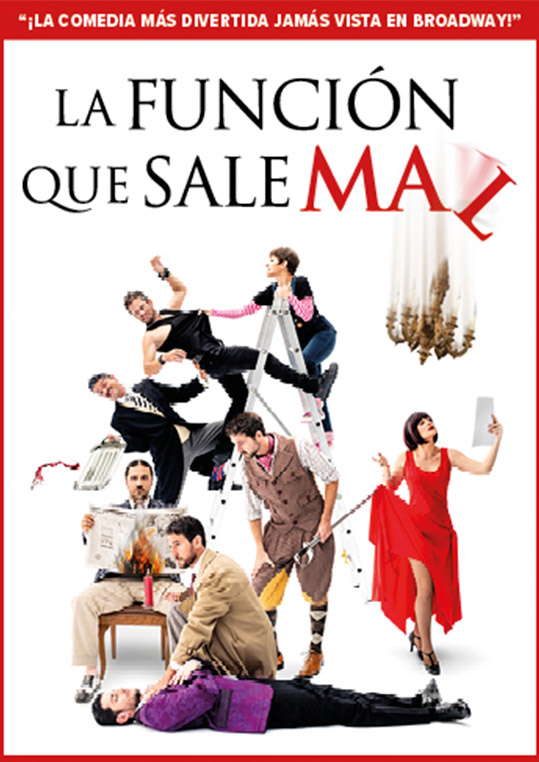 “¡LA COMEDIA MÁS DIVERTIDA JAMÁS VISTA EN BROADWAY!”
LA FUNCIÓN
QUE SALE MAL